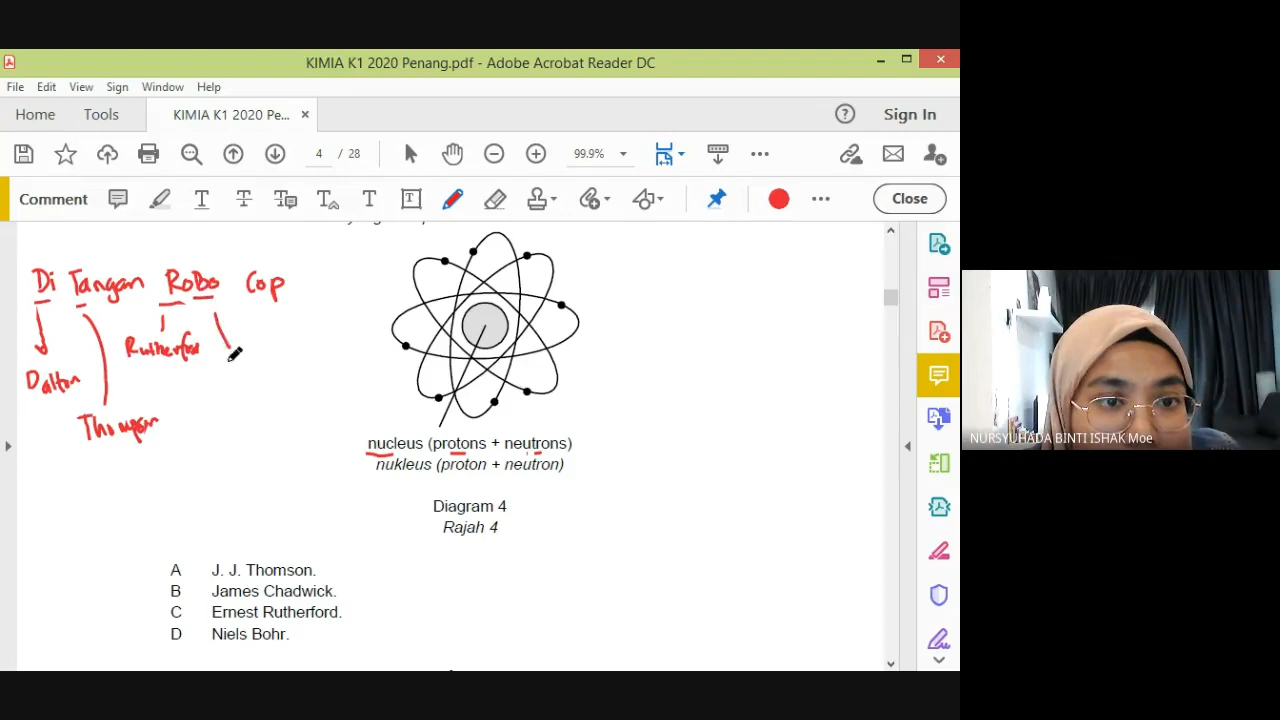 KIMIA K1 2020 Penang.pdf - Adobe Acrobat Reader DC
File Edit View Sign Window Help
Home Tools KIMIA K1 2020 Pe... × Sign In
4 / 28 99.9%
Comment Close
Di Tangan RoBo Cop
Rutherford
Dalton
Thomson
nucleus (protons + neutrons)
nukleus (proton + neutron)
Diagram 4
Rajah 4
A J. J. Thomson.
B James Chadwick.
C Ernest Rutherford.
D Niels Bohr.
NURSYUHADA BINTI ISHAK Moe